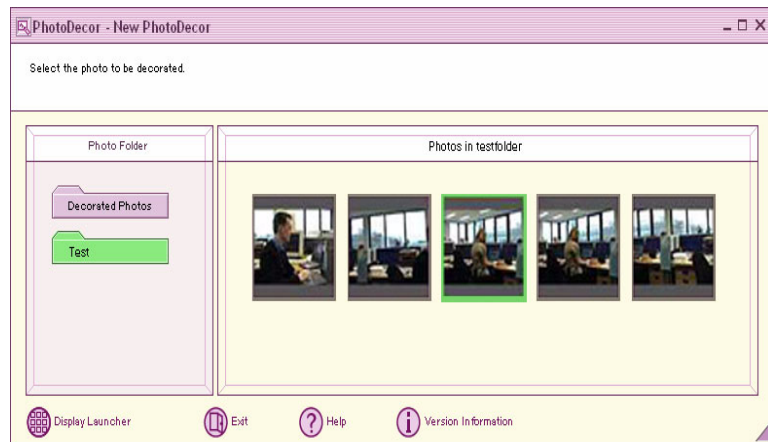 PhotoDecor - New PhotoDecor
Select the photo to be decorated.
Photo Folder
Photos in testfolder
Decorated Photos
Test
Display Launcher
Exit
Help
Version Information